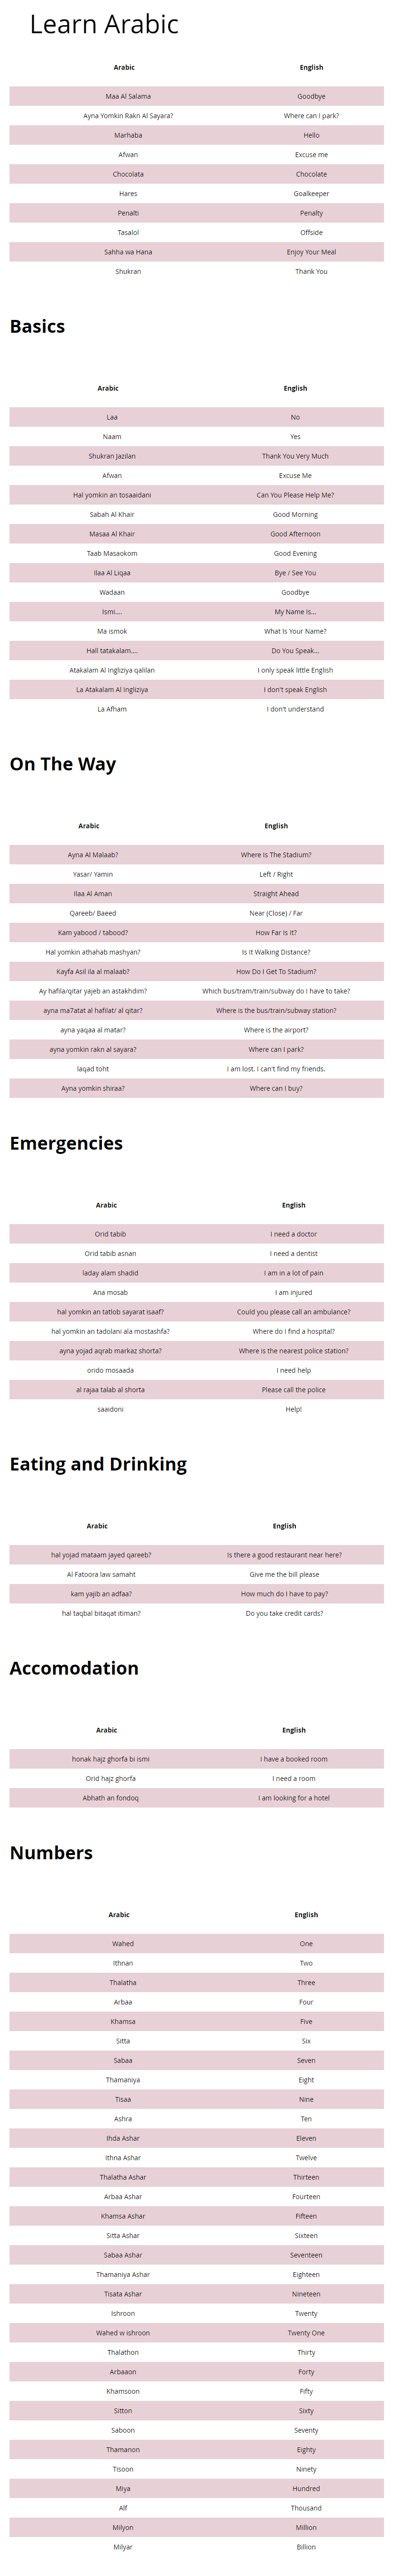 Learn Arabic
Arabic English
Maa Al Salama Goodbye
Ayna Yomkin Rakn Al Sayara? Where can I park?
Marhaba Hello
Afwan Excuse me
Chocolata Chocolate
Hares Goalkeeper
Penalti Penalty
Tasalol Offside
Sahha wa Hana Enjoy Your Meal
Shukran Thank You
Basics
Arabic English
Laa No
Naam Yes
Shukran Jazilan Thank You Very Much
Afwan Excuse Me
Hal yomkin an tosaaidani Can You Please Help Me?
Sabah Al Khair Good Morning
Masaa Al Khair Good Afternoon
Taab Masaokom Good Evening
Ilaa Al Liqaa Bye / See You
Wadaan Goodbye
Ismi.... My Name Is...
Ma ismok What Is Your Name?
Hall tatakalam.... Do You Speak...
Atakalam Al Ingliziya qalilan I only speak little English
La Atakalam Al Ingliziya I don't speak English
La Afham I don't understand
On The Way
Arabic English
Ayna Al Malaab? Where Is The Stadium?
Yasar/ Yamin Left / Right
Ilaa Al Aman Straight Ahead
Qareeb/ Baeed Near (Close) / Far
Kam yabood / tabood? How Far is It?
Hal yomkin athahab mashyan? Is It Walking Distance?
Kayfa Asil ila al malaab? How Do I Get To Stadium?
Ay hafila/qitar yajeb an astakhdim? Which bus/tram/train/subway do I have to take?
ayna ma7atat al hafilat/ al qitar? Where is the bus/train/subway station?
ayna yaqaa al matar? Where is the airport?
ayna yomkin rakn al sayara? Where can I park?
laqad toht I am lost. I can't find my friends.
Ayna yomkin shiraa? Where can I buy?
Emergencies
Arabic English
Orid tabib I need a doctor
Orid tabib asnan I need a dentist
laday alam shadid I am in a lot of pain
Ana mosab I am injured
hal yomkin an tatlob sayarat isaaf? Could you please call an ambulance?
hal yomkin an tadolani ala mostashfa? Where do I find a hospital?
ayna yojad aqrab markaz shorta? Where is the nearest police station?
orido mosaada I need help
al rajaa talab al shorta Please call the police
saaidoni Help!
Eating and Drinking
Arabic English
hal yojad mataam jayed qareeb? Is there a good restaurant near here?
Al Fatoora law samaht Give me the bill please
kam yajib an adfaa? How much do I have to pay?
hal taqbal bitaqat itiman? Do you take credit cards?
Accomodation
Arabic English
honak hajz ghorfa bi ismi I have a booked room
Orid hajz ghorfa I need a room
Abhath an fondoq I am looking for a hotel
Numbers
Arabic English
Wahed One
Ithnan Two
Thalatha Three
Arbaa Four
Khamsa Five
Sitta Six
Sabaa Seven
Thamaniya Eight
Tisaa Nine
Ashra Ten
Ihda Ashar Eleven
Ithna Ashar Twelve
Thalatha Ashar Thirteen
Arbaa Ashar Fourteen
Khamsa Ashar Fifteen
Sitta Ashar Sixteen
Sabaa Ashar Seventeen
Thamaniya Ashar Eighteen
Tisata Ashar Nineteen
Ishroon Twenty
Wahed w ishroon Twenty One
Thalathon Thirty
Arbaaon Forty
Khamsoon Fifty
Sitton Sixty
Saboon Seventy
Thamanon Eighty
Tisoon Ninety
Miya Hundred
Alf Thousand
Milyon Million
Milyar Billion